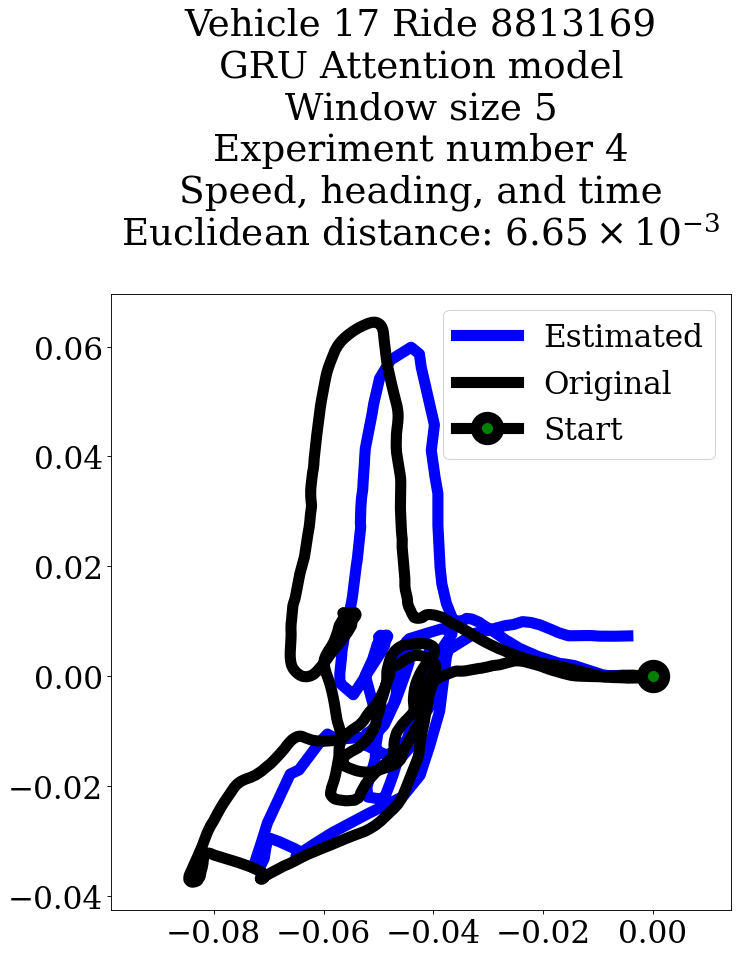 Vehicle 17 Ride 8813169
GRU Attention model
Window size 5
Experiment number 4
Speed, heading, and time
Euclidean distance: 6.65 × 10⁻³
Estimated
Original
Start
0.06
0.04
0.02
0.00
−0.02
−0.04
−0.08 −0.06 −0.04 −0.02 0.00